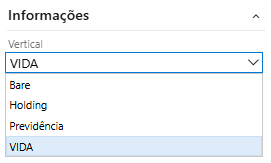 Informações
Vertical
VIDA
Bare
Holding
Previdência
VIDA